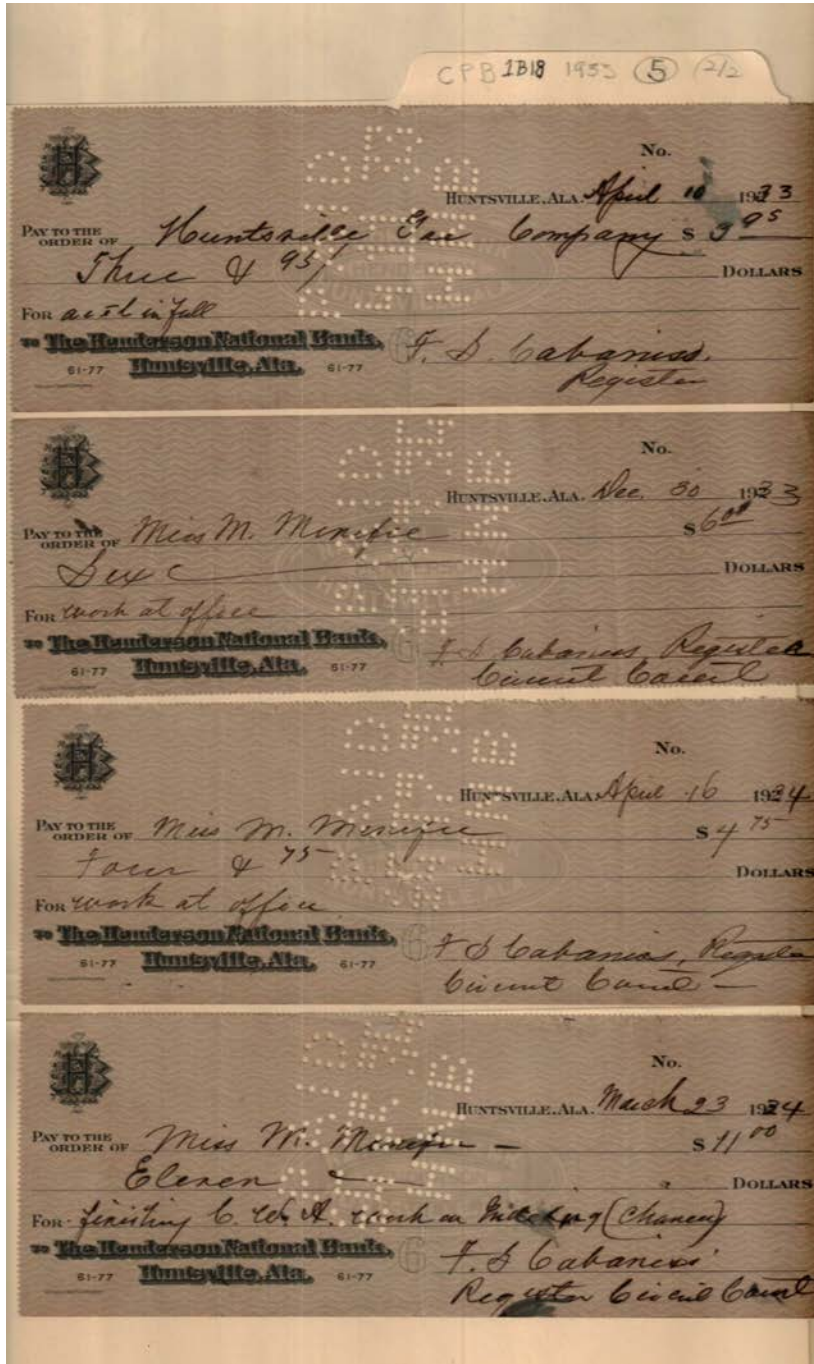 CPB 1B18 1933 5 (2/2
H
No.
HUNTSVILLE, ALA. April 10 1933
PAY TO THE ORDER OF Huntsville Gas Company $ 3 95
Three & 95/ DOLLARS
FOR acct in full
TO The Henderson National Bank,
61-77 Huntsville, Ala. 61-77
F. D. Cabaniss,
Register
H
No.
HUNTSVILLE, ALA. Dec. 30 1933
PAY TO THE ORDER OF Miss M. Menefee $ 6 00
Six DOLLARS
FOR work at office
TO The Henderson National Bank,
61-77 Huntsville, Ala. 61-77
F D Cabaniss, Register
Circuit Court
H
No.
HUNTSVILLE, ALA. April 16 1934
PAY TO THE ORDER OF Miss M. Menefee $ 4 75
Four & 75 DOLLARS
FOR work at office
TO The Henderson National Bank,
61-77 Huntsville, Ala. 61-77
F D Cabaniss, Register
Circuit Court
H
No.
HUNTSVILLE, ALA. March 23 1934
PAY TO THE ORDER OF Miss M. Menefee $ 11 00
Eleven DOLLARS
FOR finishing C. W. A. work on Indexing (Chancery)
TO The Henderson National Bank,
61-77 Huntsville, Ala. 61-77
F. D Cabaniss
Register Circuit Court